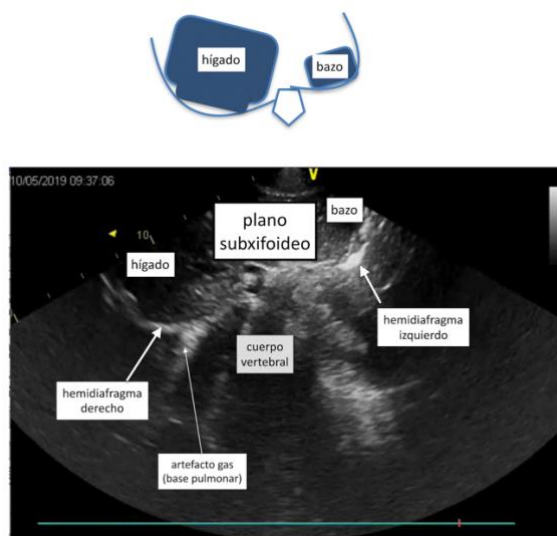 hígado
bazo
10/05/2019 09:37:06
V
bazo
plano
subxifoideo
10
hígado
hemidiafragma
izquierdo
cuerpo
vertebral
hemidiafragma
derecho
artefacto gas
(base pulmonar)